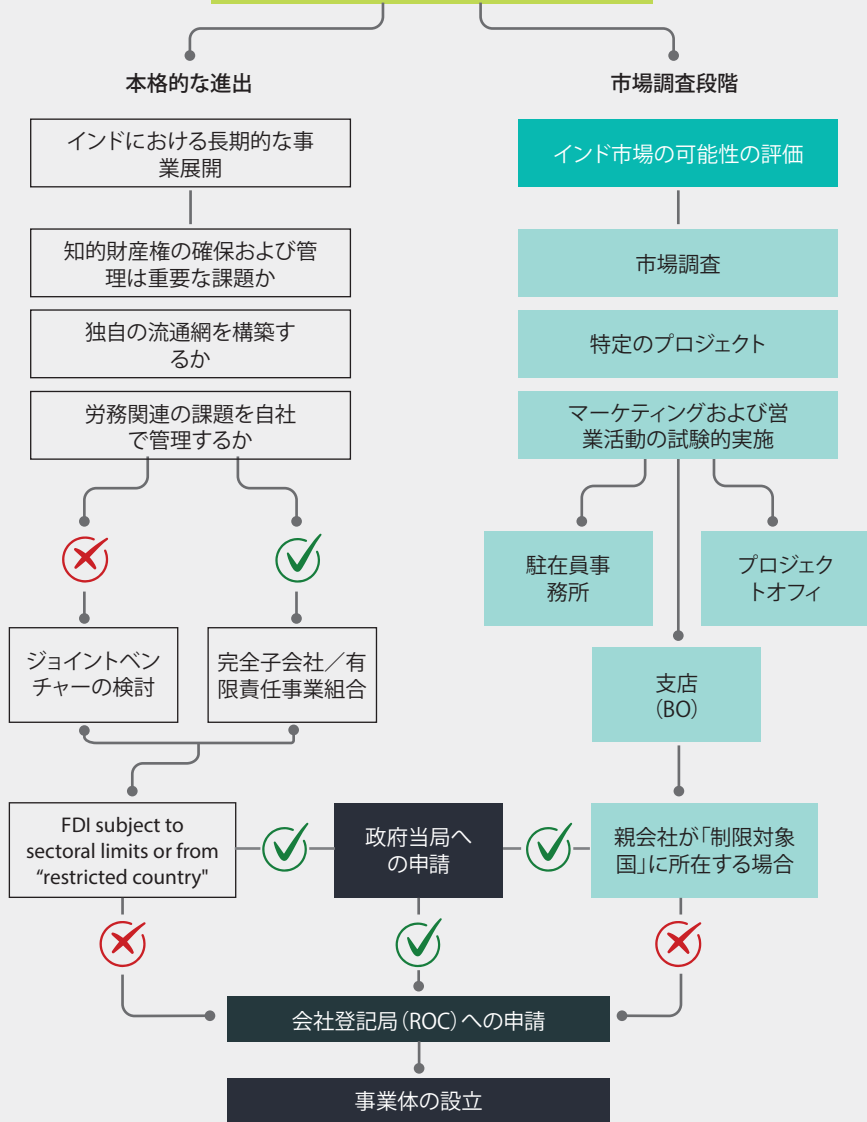 本格的な進出
市場調査段階
インドにおける長期的な事
業展開
インド市場の可能性の評価
知的財産権の確保および管
理は重要な課題か
市場調査
独自の流通網を構築す
るか
特定のプロジェクト
労務関連の課題を自社
で管理するか
マーケティングおよび営
業活動の試験的実施
駐在員事
務所
プロジェク
トオフィ
ジョイントベン
チャーの検討
完全子会社／有
限責任事業組合
支店
(BO)
FDI subject to
sectoral limits or from
“restricted country"
政府当局へ
の申請
親会社が「制限対象
国」に所在する場合
会社登記局(ROC)への申請
事業体の設立